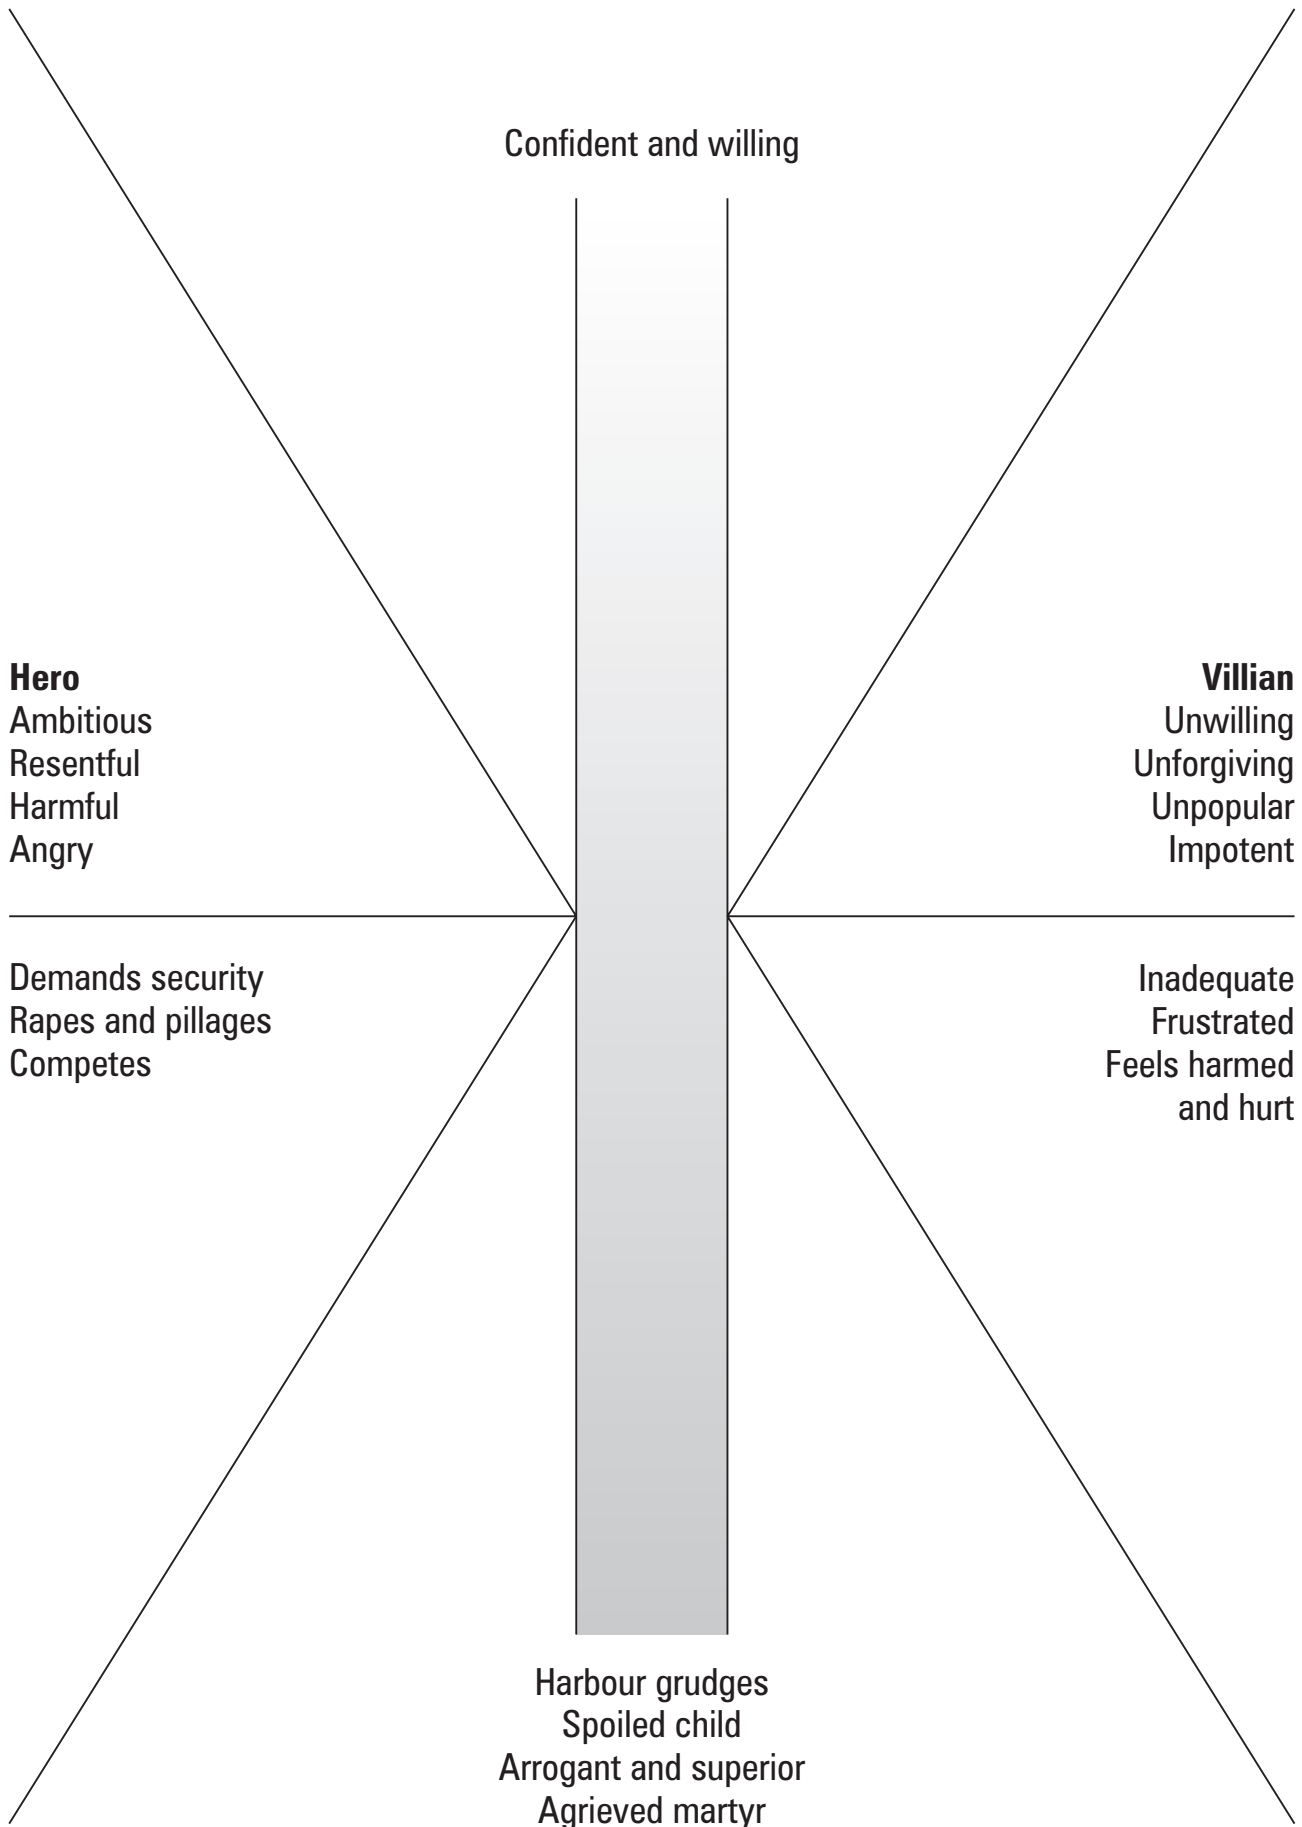 Confident and willing
Hero
Ambitious
Resentful
Harmful
Angry
Villian
Unwilling
Unforgiving
Unpopular
Impotent
Demands security
Rapes and pillages
Competes
Inadequate
Frustrated
Feels harmed
and hurt
Harbour grudges
Spoiled child
Arrogant and superior
Agrieved martyr